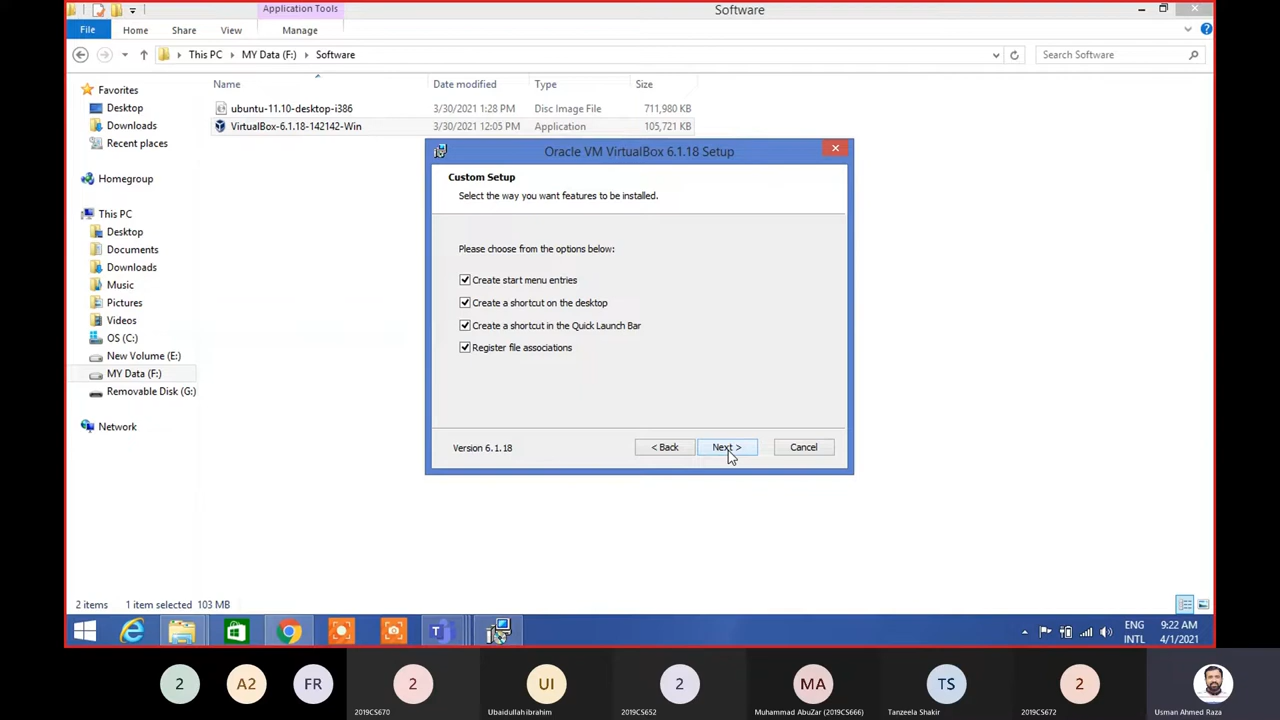 Application Tools
Software
File Home Share View Manage
This PC MY Data (F:) Software
Search Software
Name Date modified Type Size
Favorites
Desktop
Downloads
Recent places
Homegroup
This PC
Desktop
Documents
Downloads
Music
Pictures
Videos
OS (C:)
New Volume (E:)
MY Data (F:)
Removable Disk (G:)
Network
ubuntu-11.10-desktop-i386 3/30/2021 1:28 PM Disc Image File 711,980 KB
VirtualBox-6.1.18-142142-Win 3/30/2021 12:05 PM Application 105,721 KB
Oracle VM VirtualBox 6.1.18 Setup
Custom Setup
Select the way you want features to be installed.
Please choose from the options below:
Create start menu entries
Create a shortcut on the desktop
Create a shortcut in the Quick Launch Bar
Register file associations
Version 6.1.18
< Back Next > Cancel
2 items 1 item selected 103 MB
ENG
INTL
9:22 AM
4/1/2021
2 A2 FR 2 UI 2 MA TS 2
2019CS670 Ubaidullah ibrahim 2019CS652 Muhammad AbuZar (2019CS666) Tanzeela Shakir 2019CS672 Usman Ahmed Raza